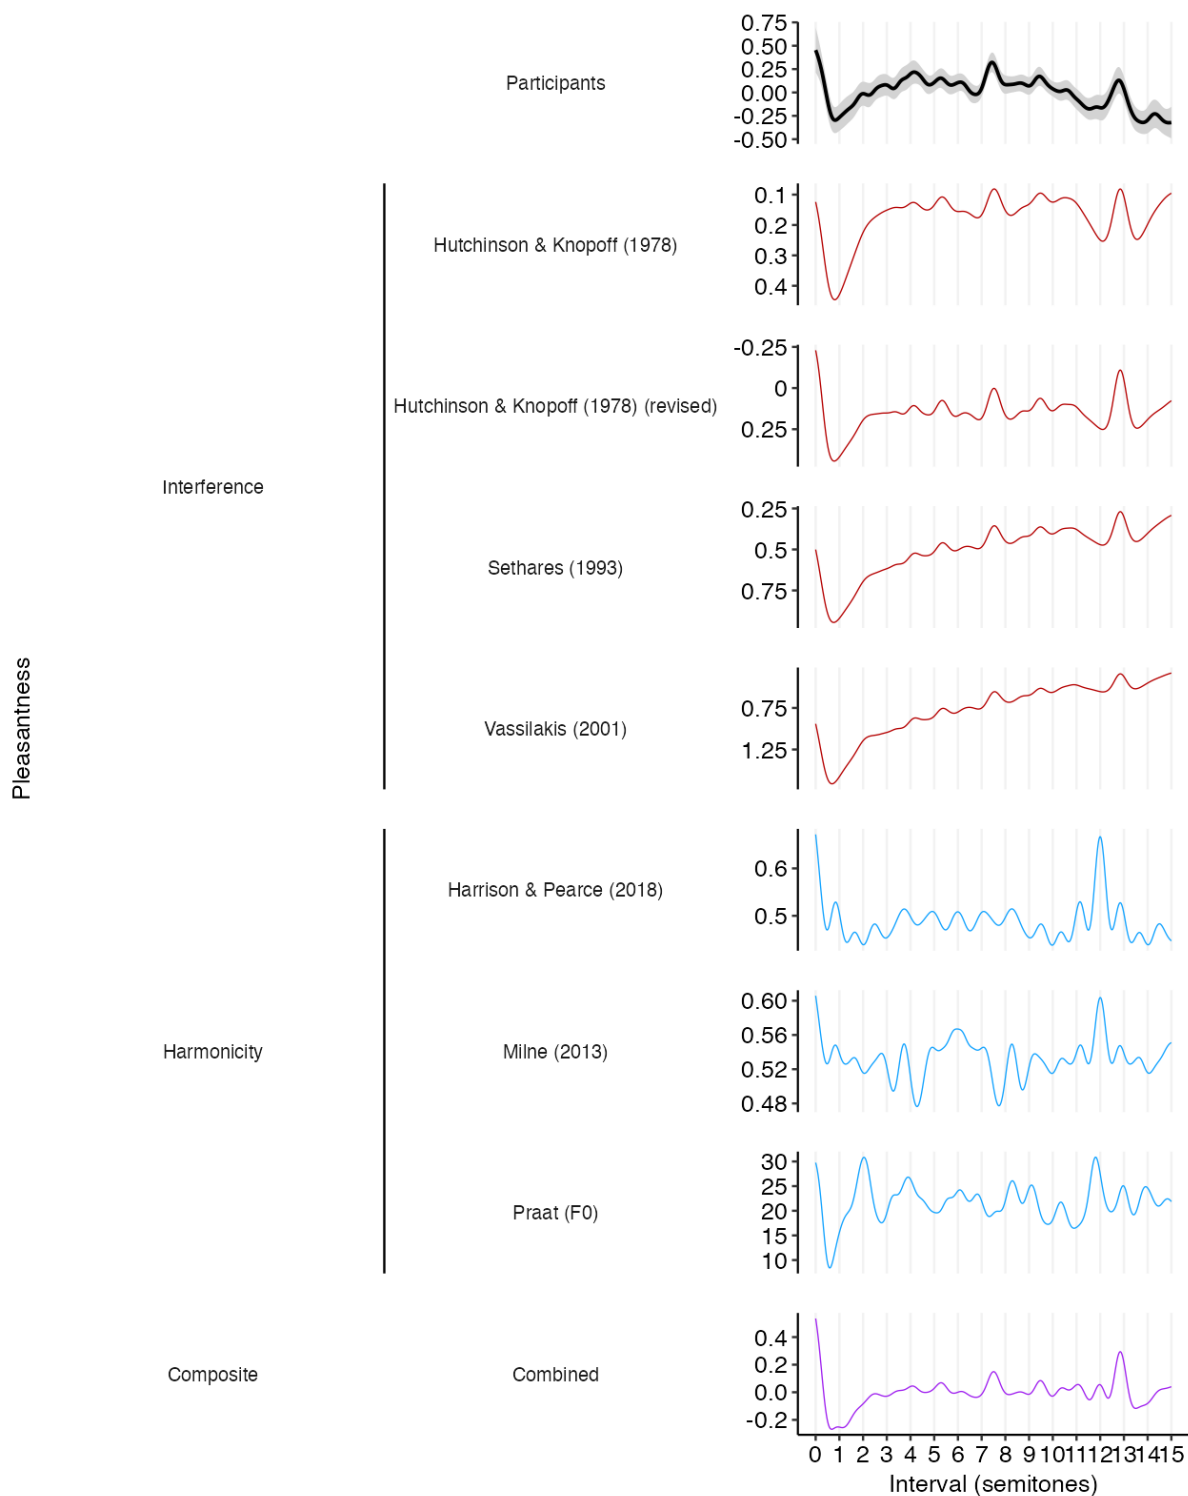 Pleasantness
Participants
0.75
0.50
0.25
0.00
-0.25
-0.50
Interference
Hutchinson & Knopoff (1978)
0.1
0.2
0.3
0.4
Hutchinson & Knopoff (1978) (revised)
-0.25
0
0.25
Sethares (1993)
0.25
0.5
0.75
Vassilakis (2001)
0.75
1.25
Harmonicity
Harrison & Pearce (2018)
0.6
0.5
Milne (2013)
0.60
0.56
0.52
0.48
Praat (F0)
30
25
20
15
10
Composite
Combined
0.4
0.2
0.0
-0.2
0 1 2 3 4 5 6 7 8 9 10 11 12 13 14 15
Interval (semitones)